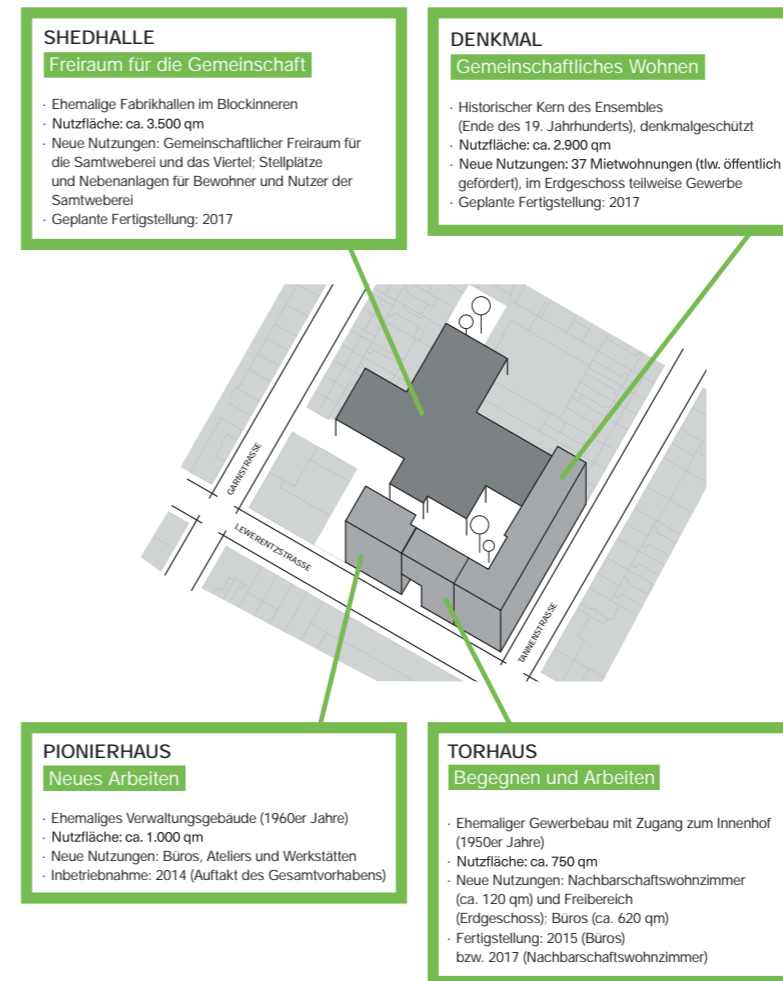 SHEDHALLE
Freiraum für die Gemeinschaft
· Ehemalige Fabrikhallen im Blockinneren
· Nutzfläche: ca. 3.500 qm
· Neue Nutzungen: Gemeinschaftlicher Freiraum für
die Samtweberei und das Viertel; Stellplätze
und Nebenanlagen für Bewohner und Nutzer der
Samtweberei
· Geplante Fertigstellung: 2017
DENKMAL
Gemeinschaftliches Wohnen
· Historischer Kern des Ensembles
(Ende des 19. Jahrhunderts), denkmalgeschützt
· Nutzfläche: ca. 2.900 qm
· Neue Nutzungen: 37 Mietwohnungen (tlw. öffentlich
gefördert), im Erdgeschoss teilweise Gewerbe
· Geplante Fertigstellung: 2017
GARNSTRASSE
LEWERENTZSTRASSE
TANNENSTRASSE
PIONIERHAUS
Neues Arbeiten
· Ehemaliges Verwaltungsgebäude (1960er Jahre)
· Nutzfläche: ca. 1.000 qm
· Neue Nutzungen: Büros, Ateliers und Werkstätten
· Inbetriebnahme: 2014 (Auftakt des Gesamtvorhabens)
TORHAUS
Begegnen und Arbeiten
· Ehemaliger Gewerbebau mit Zugang zum Innenhof
(1950er Jahre)
· Nutzfläche: ca. 750 qm
· Neue Nutzungen: Nachbarschaftswohnzimmer
(ca. 120 qm) und Freibereich
(Erdgeschoss); Büros (ca. 620 qm)
· Fertigstellung: 2015 (Büros)
bzw. 2017 (Nachbarschaftswohnzimmer)